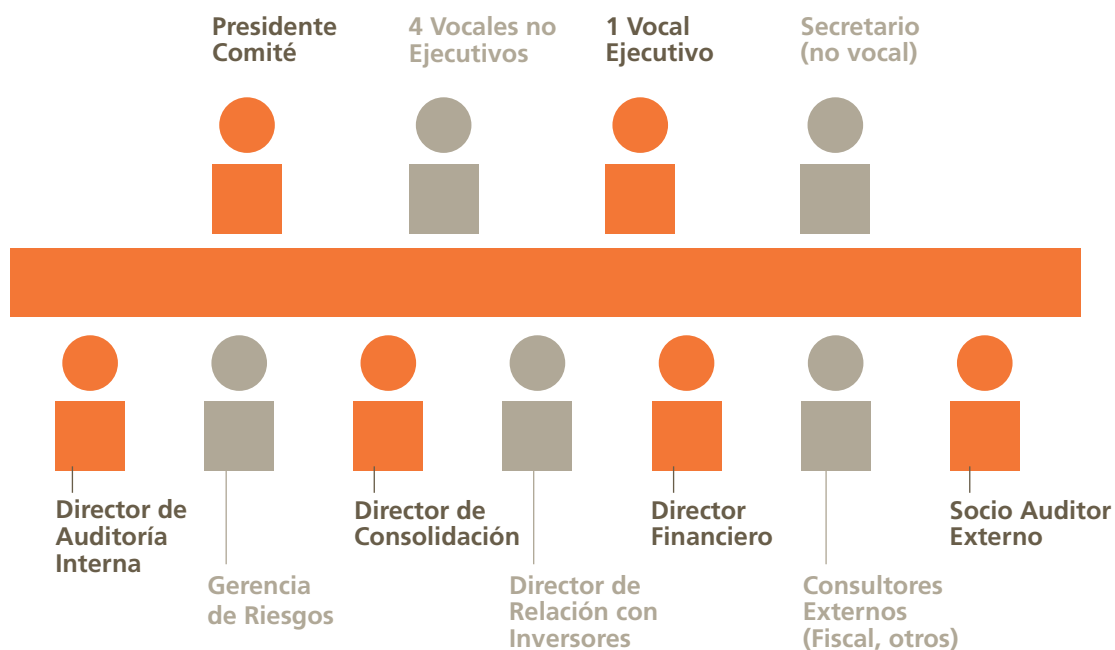 Presidente
Comité
4 Vocales no
Ejecutivos
1 Vocal
Ejecutivo
Secretario
(no vocal)
Director de
Auditoría
Interna
Gerencia
de Riesgos
Director de
Consolidación
Director de
Relación con
Inversores
Director
Financiero
Consultores
Externos
(Fiscal, otros)
Socio Auditor
Externo